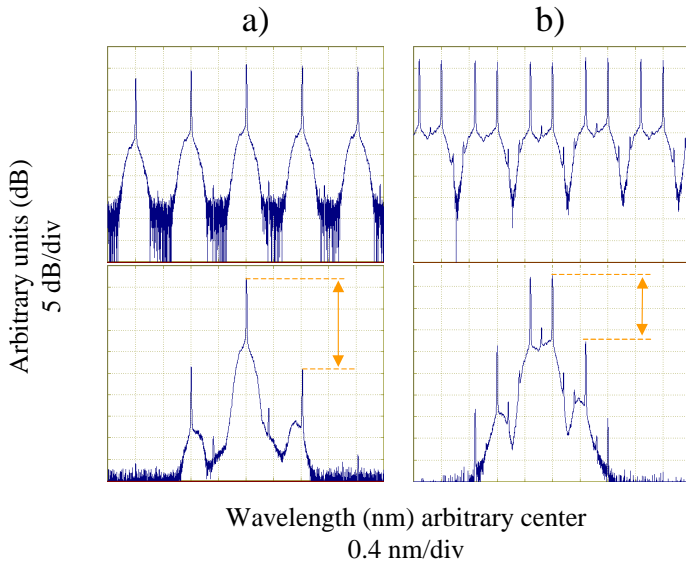 a)
b)
Arbitrary units (dB)
5 dB/div
Wavelength (nm) arbitrary center
0.4 nm/div